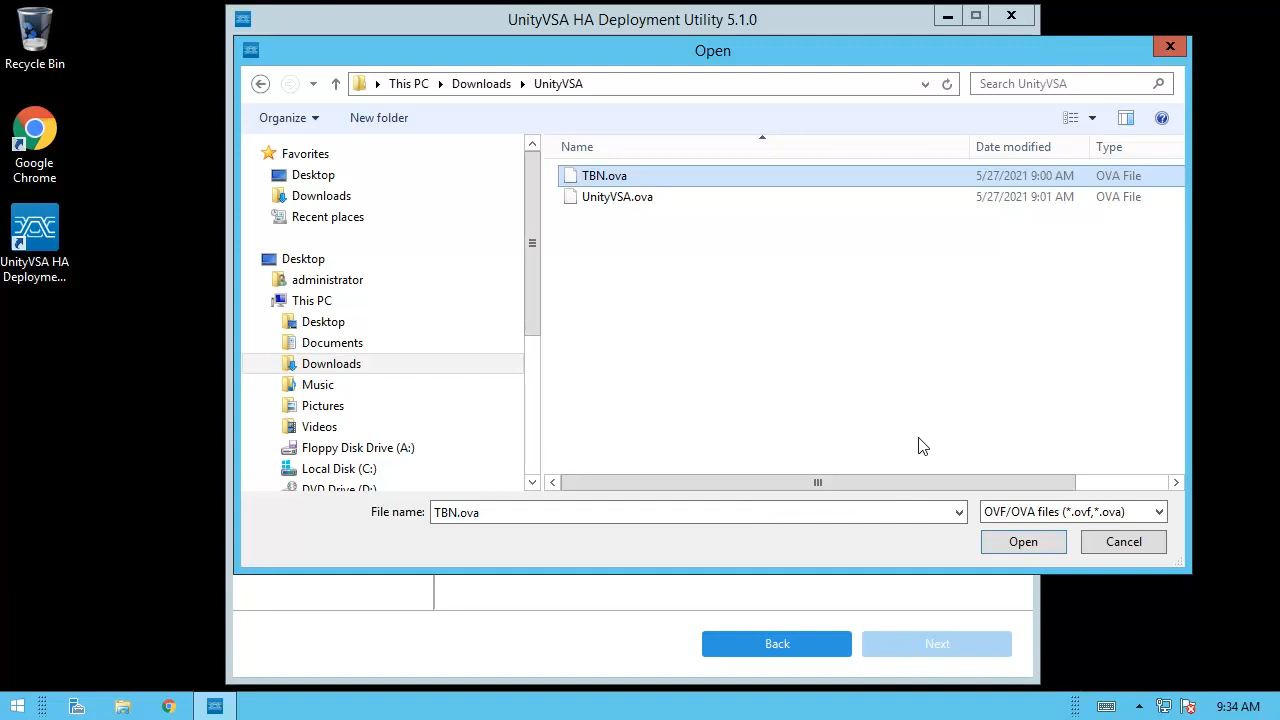 Recycle Bin
Google
Chrome
UnityVSA HA
Deployme...
UnityVSA HA Deployment Utility 5.1.0
Open
This PC
Downloads
UnityVSA
Search UnityVSA
Organize
New folder
Favorites
Desktop
Downloads
Recent places
Desktop
administrator
This PC
Desktop
Documents
Downloads
Music
Pictures
Videos
Floppy Disk Drive (A:)
Local Disk (C:)
DVD Drive (D:)
Name
Date modified
Type
TBN.ova
5/27/2021 9:00 AM
OVA File
UnityVSA.ova
5/27/2021 9:01 AM
OVA File
File name:
TBN.ova
OVF/OVA files (*.ovf,*.ova)
Open
Cancel
Back
Next
9:34 AM